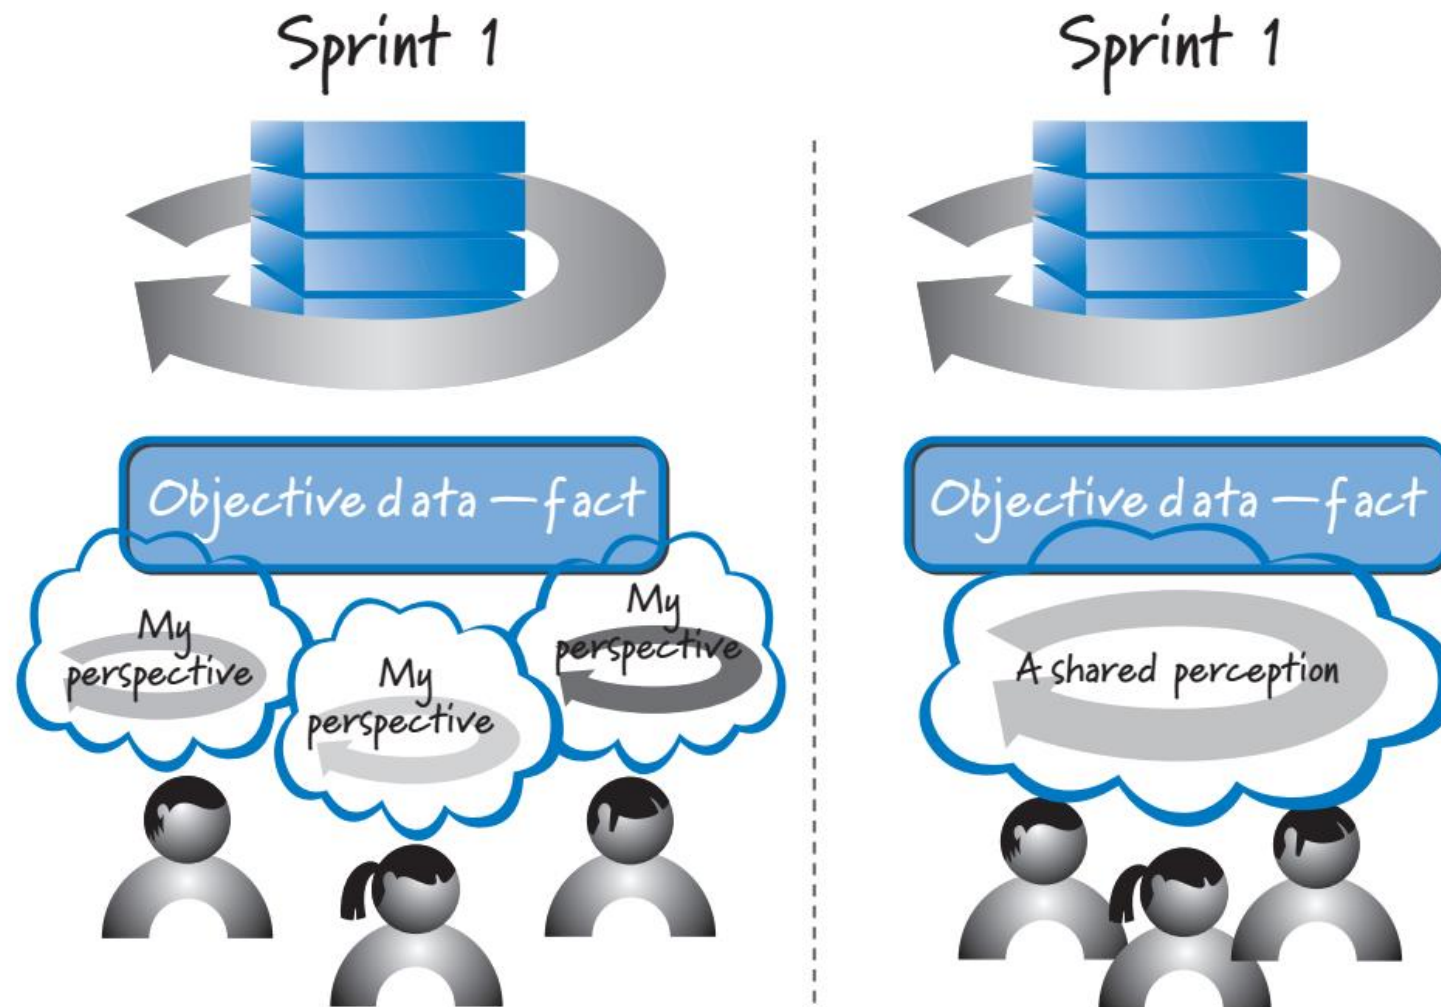 Sprint 1
Objective data — fact
My
perspective
My
perspective
My
perspective
Sprint 1
Objective data — fact
A shared perception